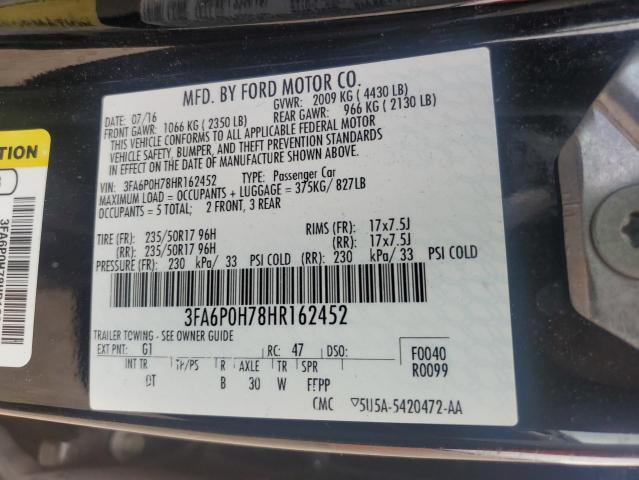 MFD. BY FORD MOTOR CO.
DATE: 07/16 GVWR: 2009 KG ( 4430 LB)
FRONT GAWR: 1066 KG ( 2350 LB) REAR GAWR: 966 KG ( 2130 LB)
THIS VEHICLE CONFORMS TO ALL APPLICABLE FEDERAL MOTOR
VEHICLE SAFETY, BUMPER, AND THEFT PREVENTION STANDARDS
IN EFFECT ON THE DATE OF MANUFACTURE SHOWN ABOVE.
VIN: 3FA6P0H78HR162452 TYPE: Passenger Car
MAXIMUM LOAD = OCCUPANTS + LUGGAGE = 375KG/ 827LB
OCCUPANTS = 5 TOTAL; 2 FRONT, 3 REAR
TIRE (FR): 235/50R17 96H RIMS (FR): 17x7.5J
(RR): 235/50R17 96H (RR): 17x7.5J
PRESSURE (FR): 230 kPa/ 33 PSI COLD (RR): 230 kPa/ 33 PSI COLD
3FA6P0H78HR162452
TRAILER TOWING - SEE OWNER GUIDE
EXT PNT: G1 RC: 47 DSO: F0040
INT TR TP/PS R AXLE TR SPR R0099
B 30 W
CMC ▽5U5A-5420472-AA